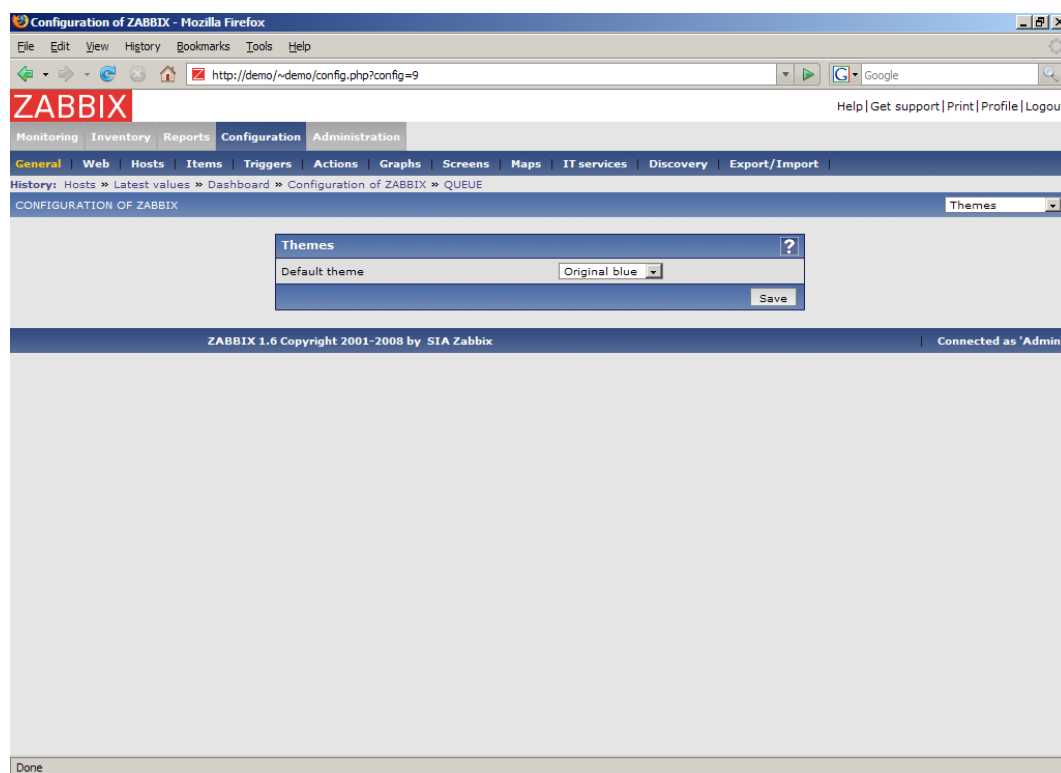 Configuration of ZABBIX - Mozilla Firefox
File Edit View History Bookmarks Tools Help
http://demo/~demo/config.php?config=9 G Google
ZABBIX
Help | Get support | Print | Profile | Logou
Monitoring Inventory Reports Configuration Administration
General | Web | Hosts | Items | Triggers | Actions | Graphs | Screens | Maps | IT services | Discovery | Export/Import |
History: Hosts » Latest values » Dashboard » Configuration of ZABBIX » QUEUE
CONFIGURATION OF ZABBIX Themes
Themes ?
Default theme Original blue
Save
ZABBIX 1.6 Copyright 2001-2008 by SIA Zabbix | Connected as 'Admin
Done